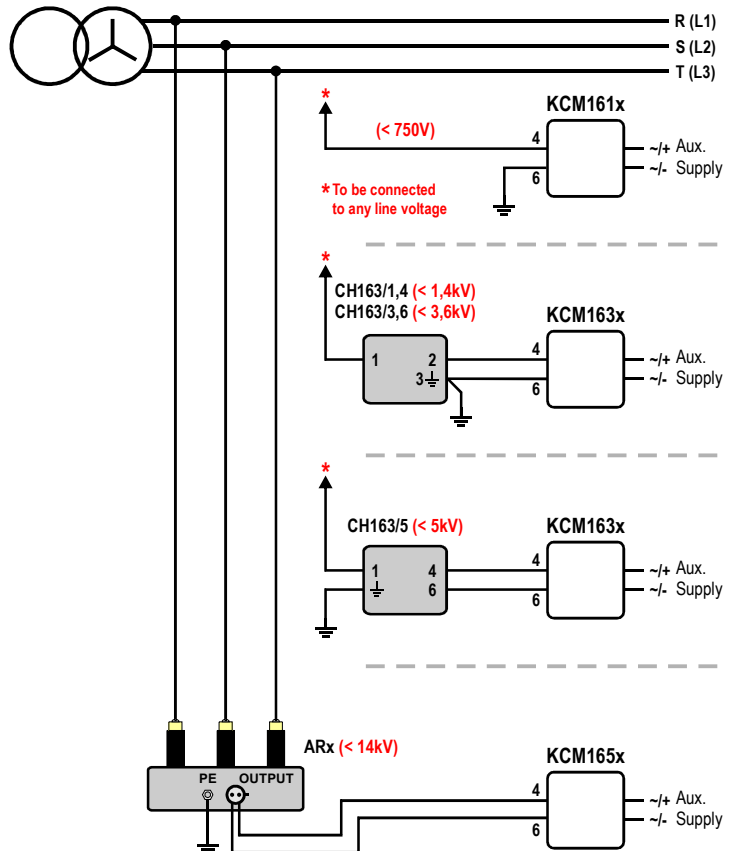 R (L1)
S (L2)
T (L3)
*
KCM161x
(< 750V)
4
~/+ Aux.
6
~/- Supply
* To be connected
to any line voltage
*
CH163/1,4 (< 1,4kV)
CH163/3,6 (< 3,6kV)
KCM163x
1
2
4
~/+ Aux.
3
6
~/- Supply
*
CH163/5 (< 5kV)
KCM163x
1
4
4
~/+ Aux.
6
6
~/- Supply
ARx (< 14kV)
KCM165x
PE OUTPUT
4
~/+ Aux.
6
~/- Supply